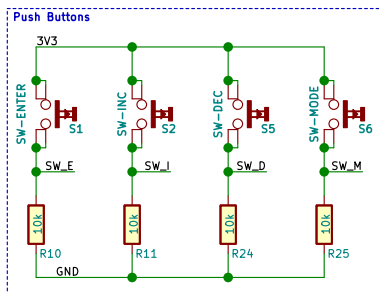 Push Buttons
3V3
SW-ENTER
S1
SW-INC
S2
SW-DEC
S5
SW-MODE
S6
SW_E
SW_I
SW_D
SW_M
10k
R10
10k
R11
10k
R24
10k
R25
GND